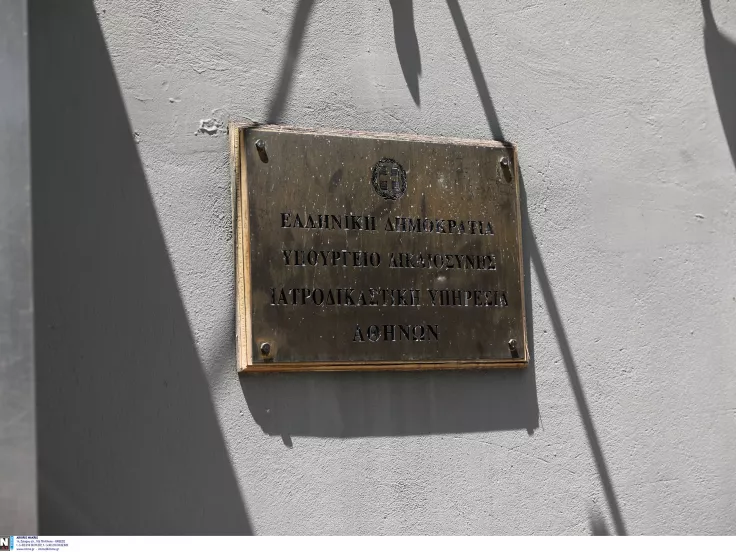 ΕΛΛΗΝΙΚΗ ΔΗΜΟΚΡΑΤΙΑ
ΥΠΟΥΡΓΕΙΟ ΔΙΚΑΙΟΣΥΝΗΣ
ΙΑΤΡΟΔΙΚΑΣΤΙΚΗ ΥΠΗΡΕΣΙΑ
ΑΘΗΝΩΝ